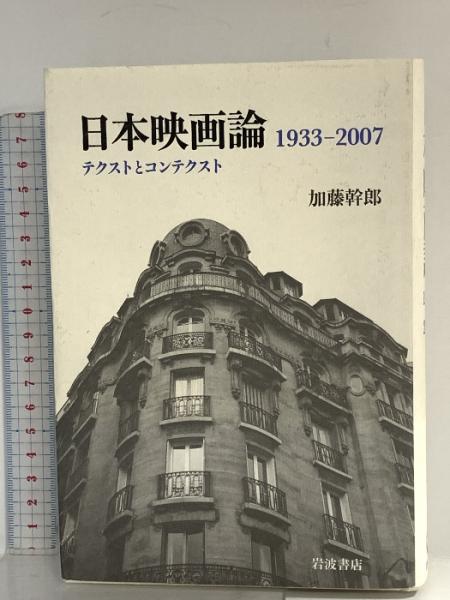 日本映画論 1933-2007
テクストとコンテクスト
加藤幹郎
岩波書店